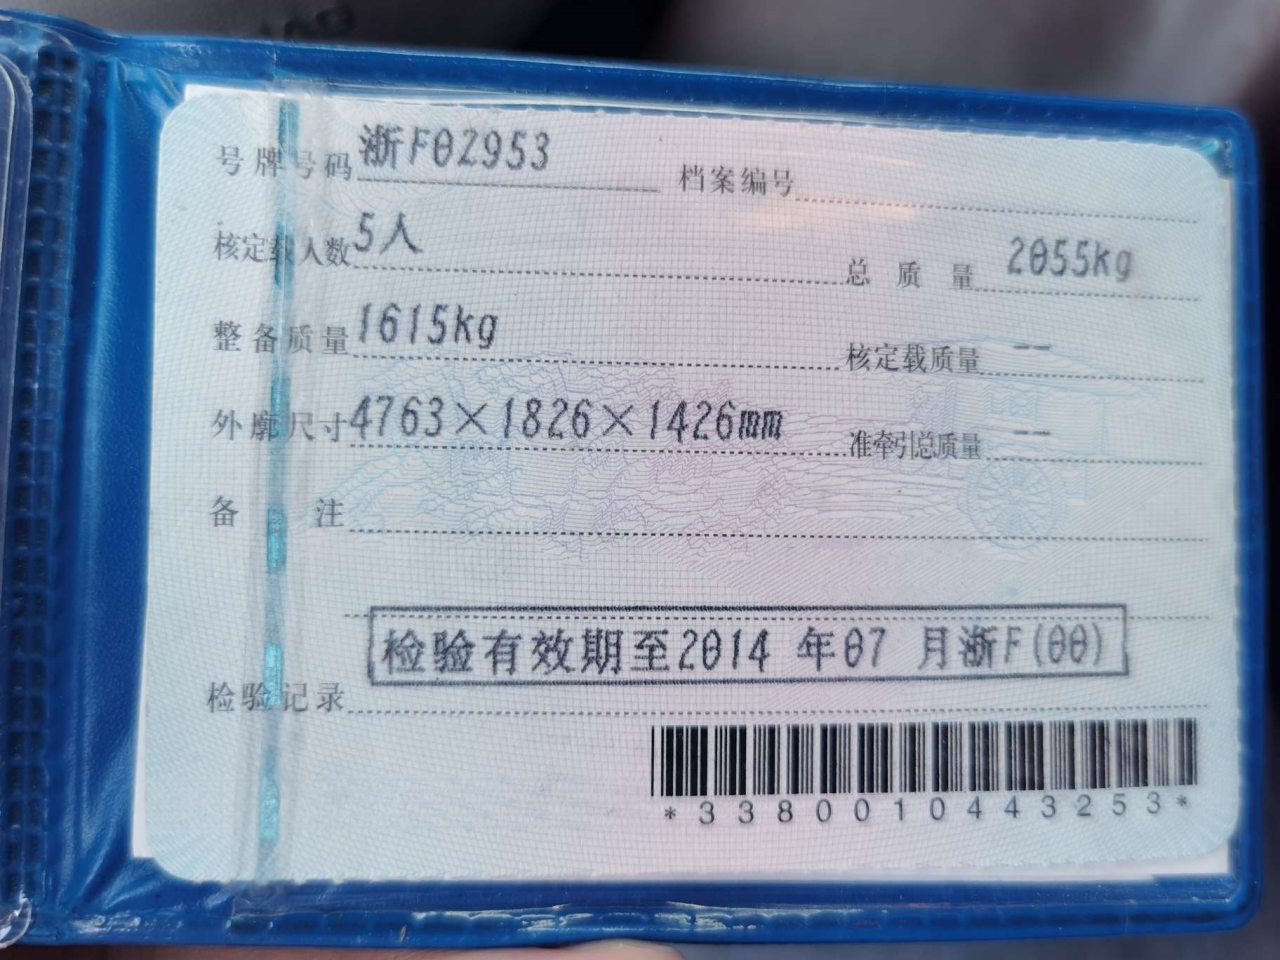 号牌号码 浙F0Z953 档案编号
核定载人数 5人 总质量 2055kg
整备质量 1615kg 核定载质量 --
外廓尺寸 4763×1826×1426mm 准牵引总质量 --
备注
检验有效期至2014 年07 月浙F(00)
检验记录
*3380010443253*